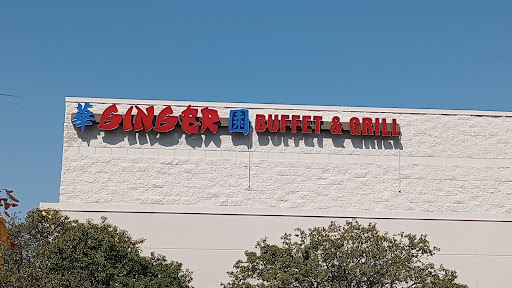 華 GINGER 園 BUFFET & GRILL